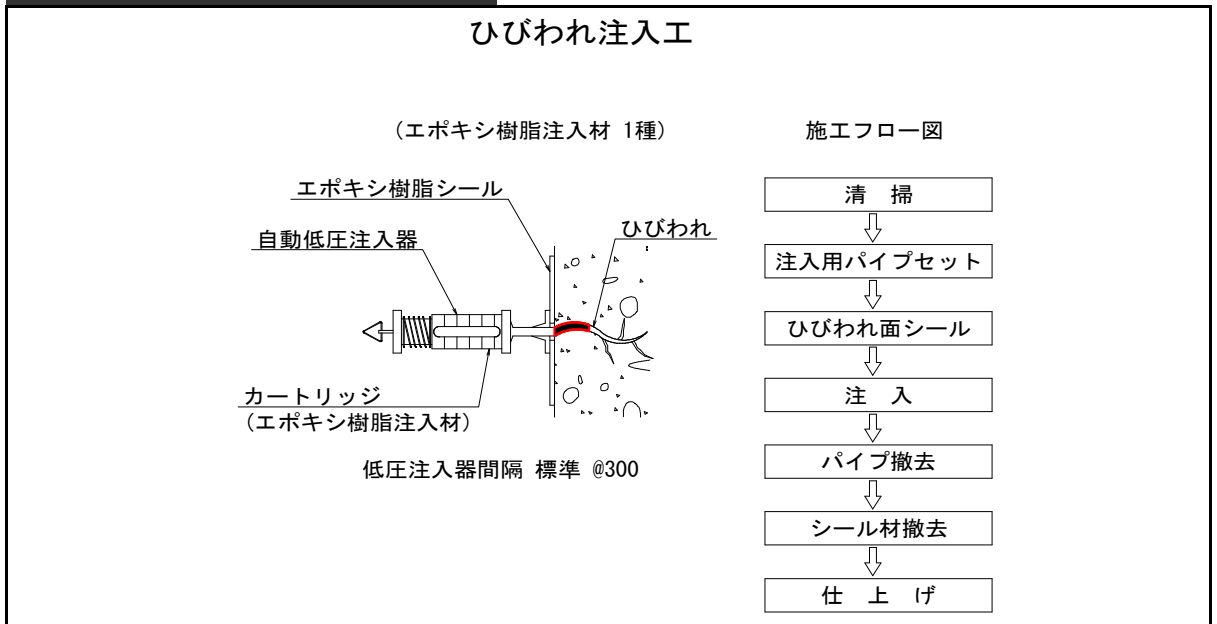 ひびわれ注入工
(エポキシ樹脂注入材 1種)
エポキシ樹脂シール
自動低圧注入器
ひびわれ
カートリッジ
(エポキシ樹脂注入材)
低圧注入器間隔 標準 @300
施工フロー図
清 掃
注入用パイプセット
ひびわれ面シール
注 入
パイプ撤去
シール材撤去
仕 上 げ